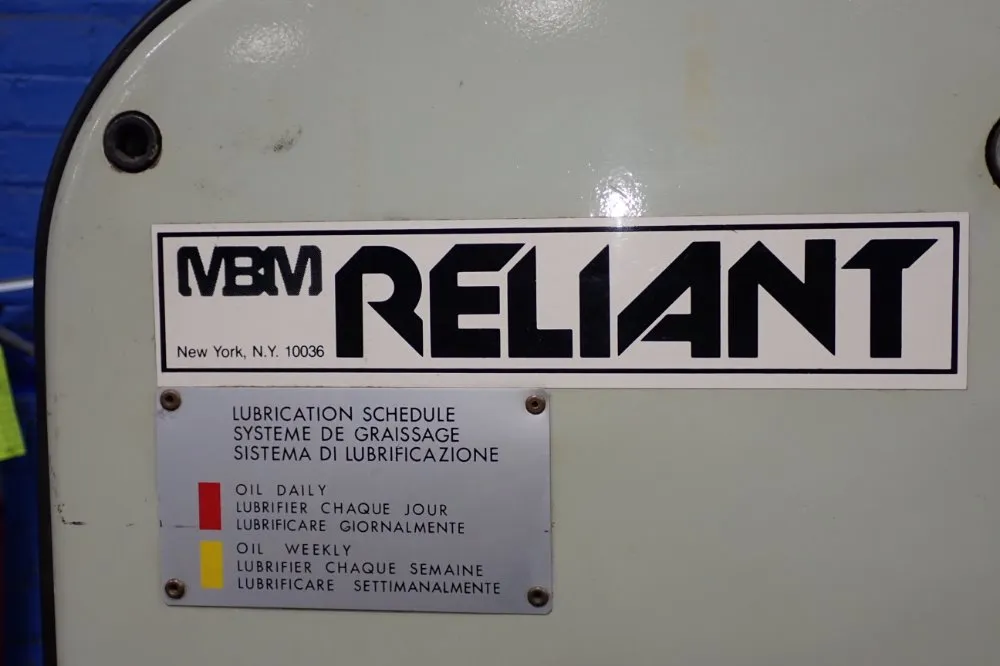 MBM RELIANT
New York, N.Y. 10036
LUBRICATION SCHEDULE
SYSTEME DE GRAISSAGE
SISTEMA DI LUBRIFICAZIONE
OIL DAILY
LUBRIFIER CHAQUE JOUR
LUBRIFICARE GIORNALMENTE
OIL WEEKLY
LUBRIFIER CHAQUE SEMAINE
LUBRIFICARE SETTIMANALMENTE